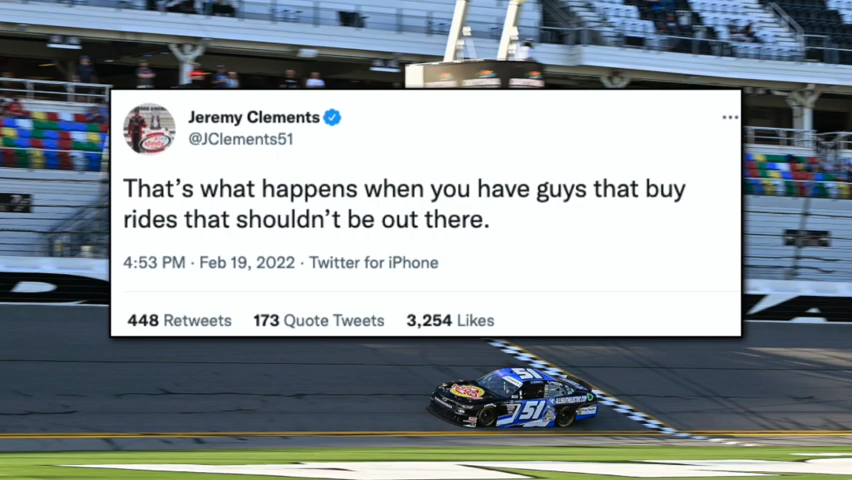 Jeremy Clements
@JClements51
That’s what happens when you have guys that buy
rides that shouldn’t be out there.
4:53 PM · Feb 19, 2022 · Twitter for iPhone
448 Retweets 173 Quote Tweets 3,254 Likes
51
51